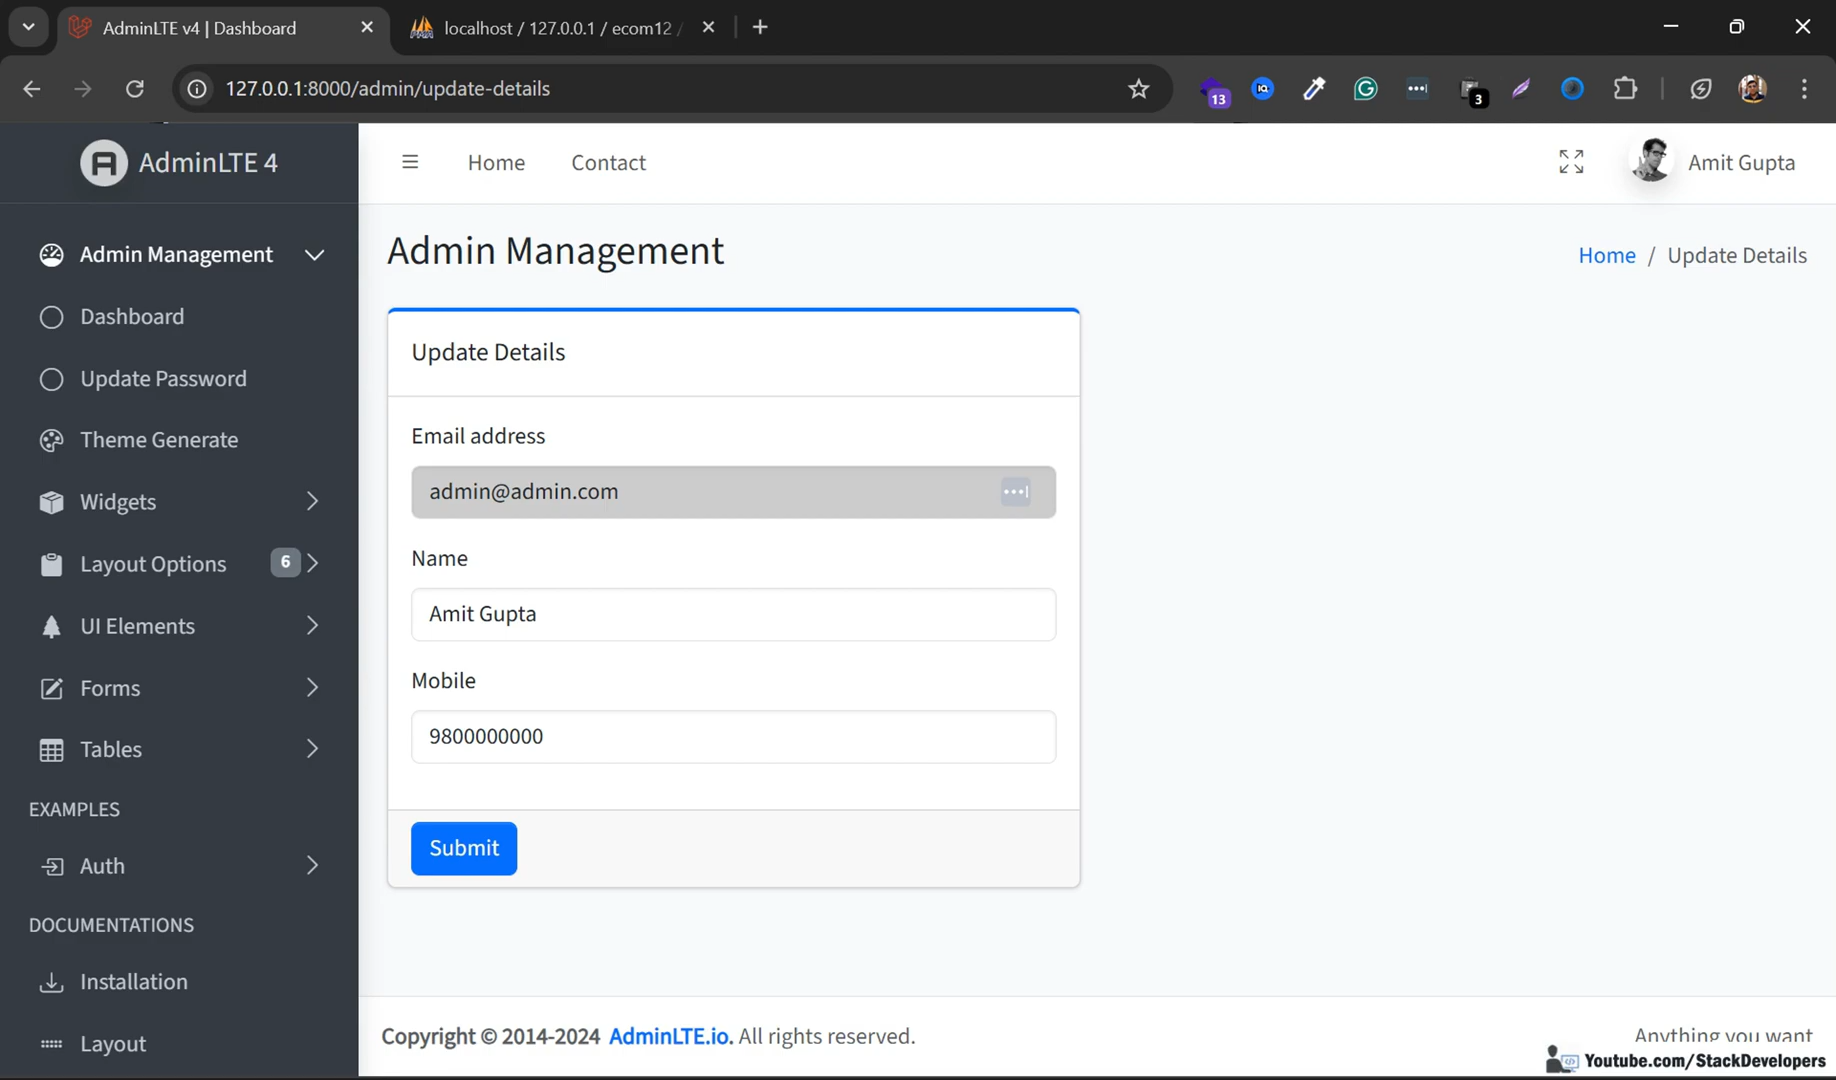 AdminLTE v4 | Dashboard
localhost / 127.0.0.1 / ecom12 /
127.0.0.1:8000/admin/update-details
13
IQ
3
AdminLTE 4
Home
Contact
Amit Gupta
Admin Management
Dashboard
Update Password
Theme Generate
Widgets
Layout Options
6
UI Elements
Forms
Tables
EXAMPLES
Auth
DOCUMENTATIONS
Installation
Layout
Admin Management
Home / Update Details
Update Details
Email address
admin@admin.com
Name
Amit Gupta
Mobile
9800000000
Submit
Copyright © 2014-2024 AdminLTE.io. All rights reserved.
Anything you want
Youtube.com/StackDevelopers